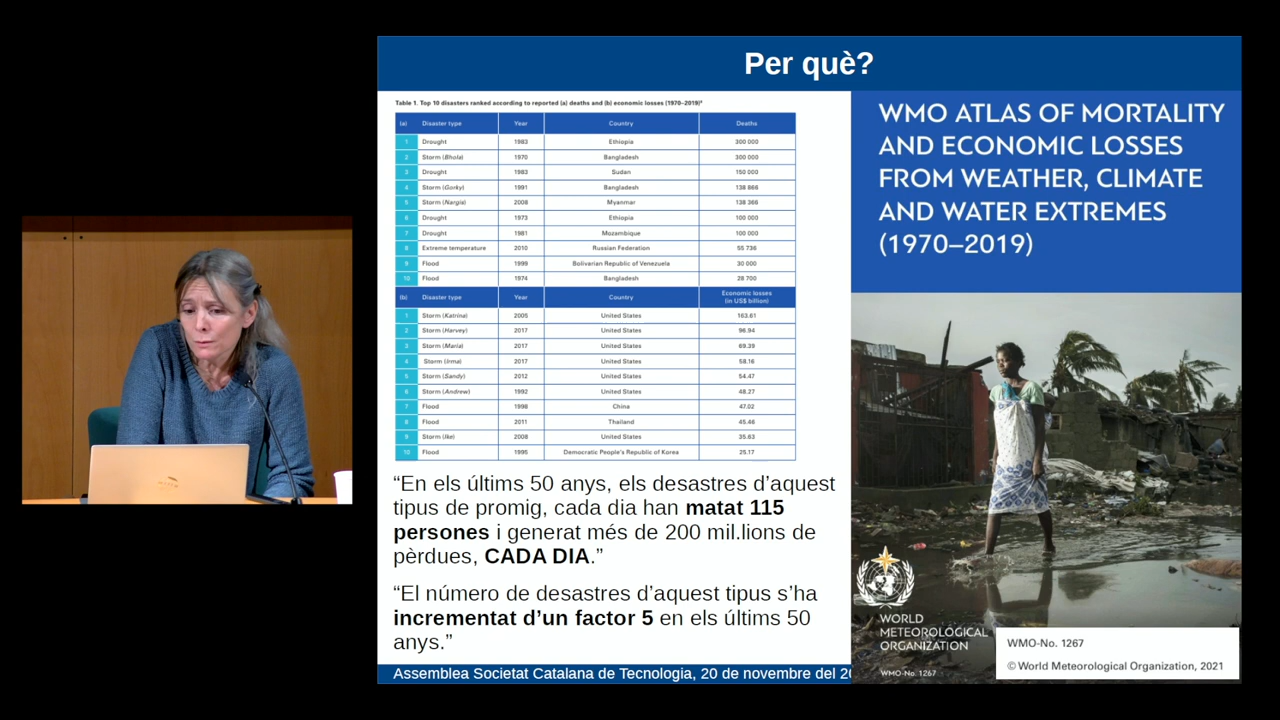 Per què?
Table 1. Top 10 disasters ranked according to reported (a) deaths and (b) economic losses (1970–2019)
(a) Disaster type Year Country Deaths
1 Drought 1983 Ethiopia 300 000
2 Storm (Bhola) 1970 Bangladesh 300 000
3 Drought 1983 Sudan 150 000
4 Storm (Gorky) 1991 Bangladesh 138 866
5 Storm (Nargis) 2008 Myanmar 138 366
6 Drought 1973 Ethiopia 100 000
7 Drought 1981 Mozambique 100 000
8 Extreme temperature 2010 Russian Federation 55 736
9 Flood 1999 Bolivarian Republic of Venezuela 30 000
10 Flood 1974 Bangladesh 28 700
(b) Disaster type Year Country Economic losses
(in US$ billion)
1 Storm (Katrina) 2005 United States 163.61
2 Storm (Harvey) 2017 United States 96.94
3 Storm (Maria) 2017 United States 69.39
4 Storm (Irma) 2017 United States 58.16
5 Storm (Sandy) 2012 United States 54.47
6 Storm (Andrew) 1992 United States 48.27
7 Flood 1998 China 47.02
8 Flood 2011 Thailand 45.46
9 Storm (Ike) 2008 United States 35.63
10 Flood 1995 Democratic People's Republic of Korea 25.17
“En els últims 50 anys, els desastres d’aquest
tipus de promig, cada dia han matat 115
persones i generat més de 200 mil.lions de
pèrdues, CADA DIA.”
“El número de desastres d’aquest tipus s’ha
incrementat d’un factor 5 en els últims 50
anys.”
Assemblea Societat Catalana de Tecnologia, 20 de novembre del 20
WMO ATLAS OF MORTALITY
AND ECONOMIC LOSSES
FROM WEATHER, CLIMATE
AND WATER EXTREMES
(1970–2019)
WORLD
METEOROLOGICAL
ORGANIZATION
WMO-No. 1267
WMO-No. 1267
© World Meteorological Organization, 2021